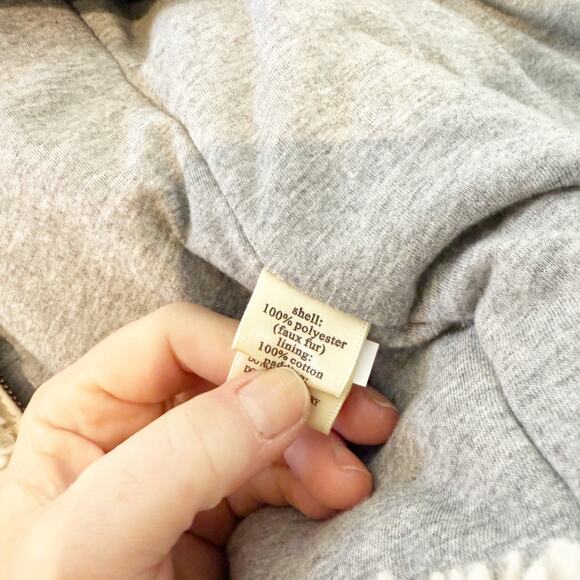 shell:
100% polyester
(faux fur)
lining:
100% cotton